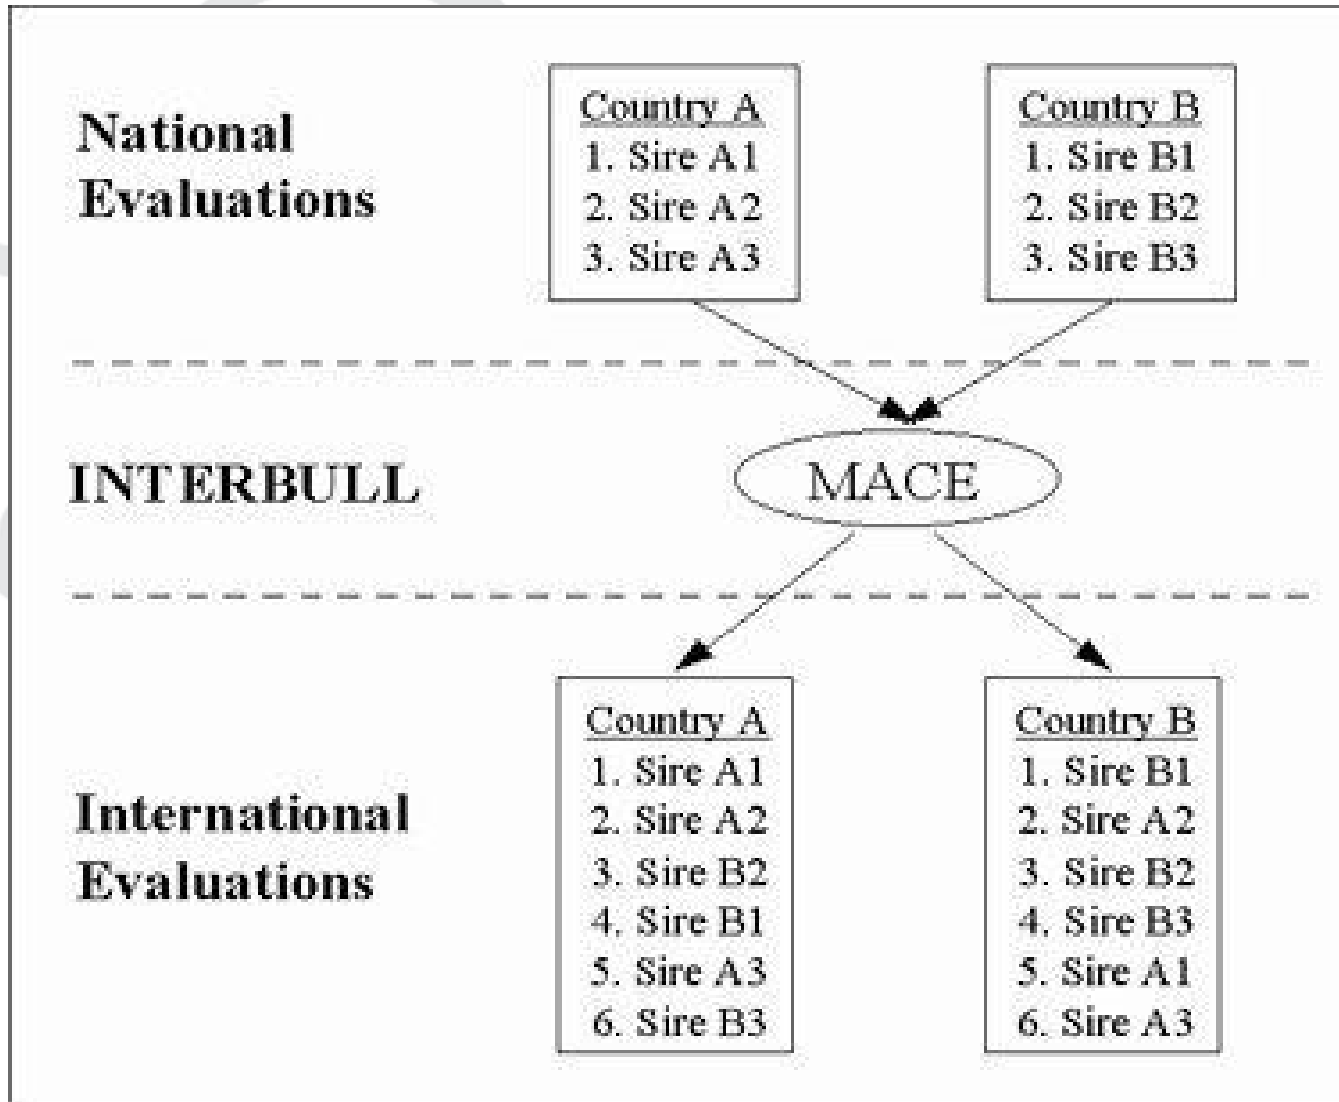 National
Evaluations
Country A
1. Sire A1
2. Sire A2
3. Sire A3
Country B
1. Sire B1
2. Sire B2
3. Sire B3
INTERBULL
MACE
International
Evaluations
Country A
1. Sire A1
2. Sire A2
3. Sire B2
4. Sire B1
5. Sire A3
6. Sire B3
Country B
1. Sire B1
2. Sire A2
3. Sire B2
4. Sire B3
5. Sire A1
6. Sire A3